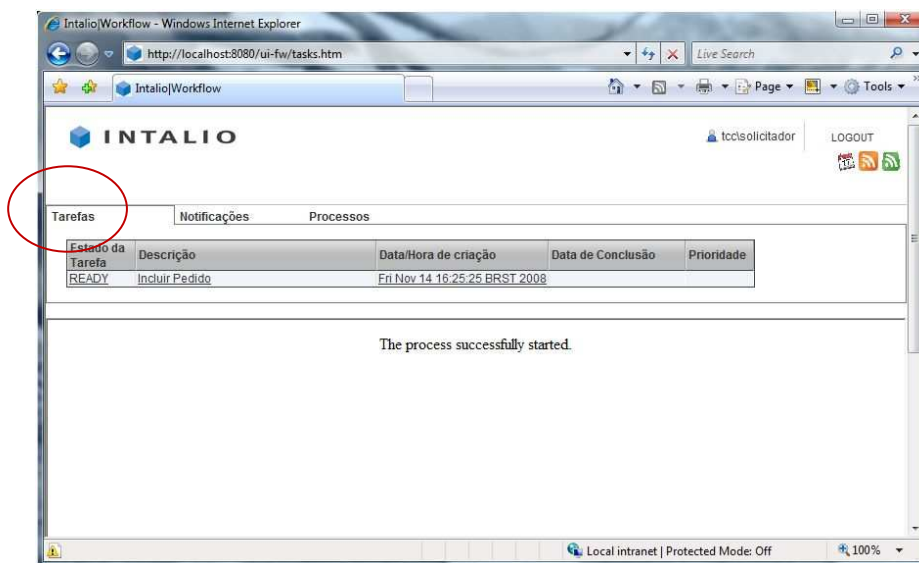 Intalio|Workflow - Windows Internet Explorer
http://localhost:8080/ui-fw/tasks.htm Live Search
Intalio|Workflow Page Tools
INTALIO tcc\solicitador LOGOUT
Tarefas Notificações Processos
Estado da Tarefa Descrição Data/Hora de criação Data de Conclusão Prioridade
READY Incluir Pedido Fri Nov 14 16:25:25 BRST 2008
The process successfully started.
Local intranet | Protected Mode: Off 100%